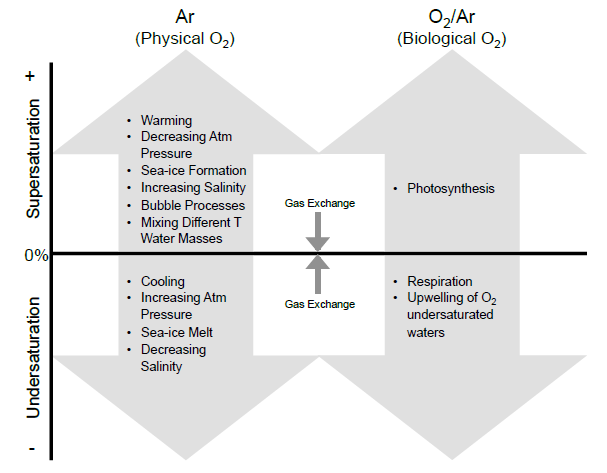 Ar
(Physical O₂)
O₂/Ar
(Biological O₂)
+
Supersaturation
0%
Undersaturation
-
• Warming
• Decreasing Atm
Pressure
• Sea-ice Formation
• Increasing Salinity
• Bubble Processes
• Mixing Different T
Water Masses
Gas Exchange
• Photosynthesis
• Cooling
• Increasing Atm
Pressure
• Sea-ice Melt
• Decreasing
Salinity
Gas Exchange
• Respiration
• Upwelling of O₂
undersaturated
waters